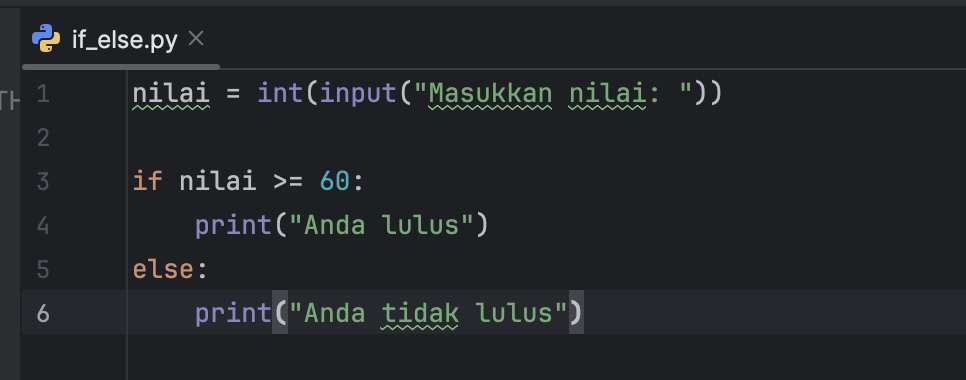 if_else.py
1 nilai = int(input("Masukkan nilai: "))
2
3 if nilai >= 60:
4     print("Anda lulus")
5 else:
6     print("Anda tidak lulus")